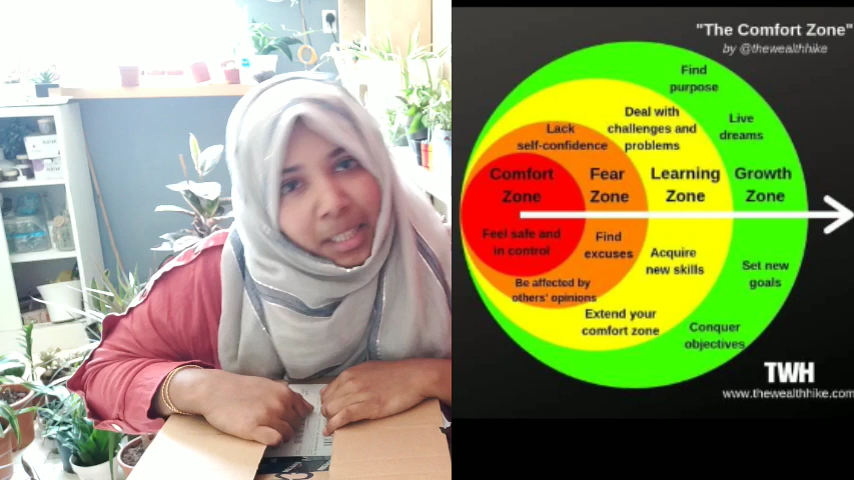 "The Comfort Zone"
by @thewealthhike
Find
purpose
Live
dreams
Deal with
challenges and
problems
Lack
self-confidence
Comfort
Zone
Fear
Zone
Learning
Zone
Growth
Zone
Feel safe and
in control
Find
excuses
Acquire
new skills
Set new
goals
Be affected by
others' opinions
Extend your
comfort zone
Conquer
objectives
TWH
www.thewealthhike.com